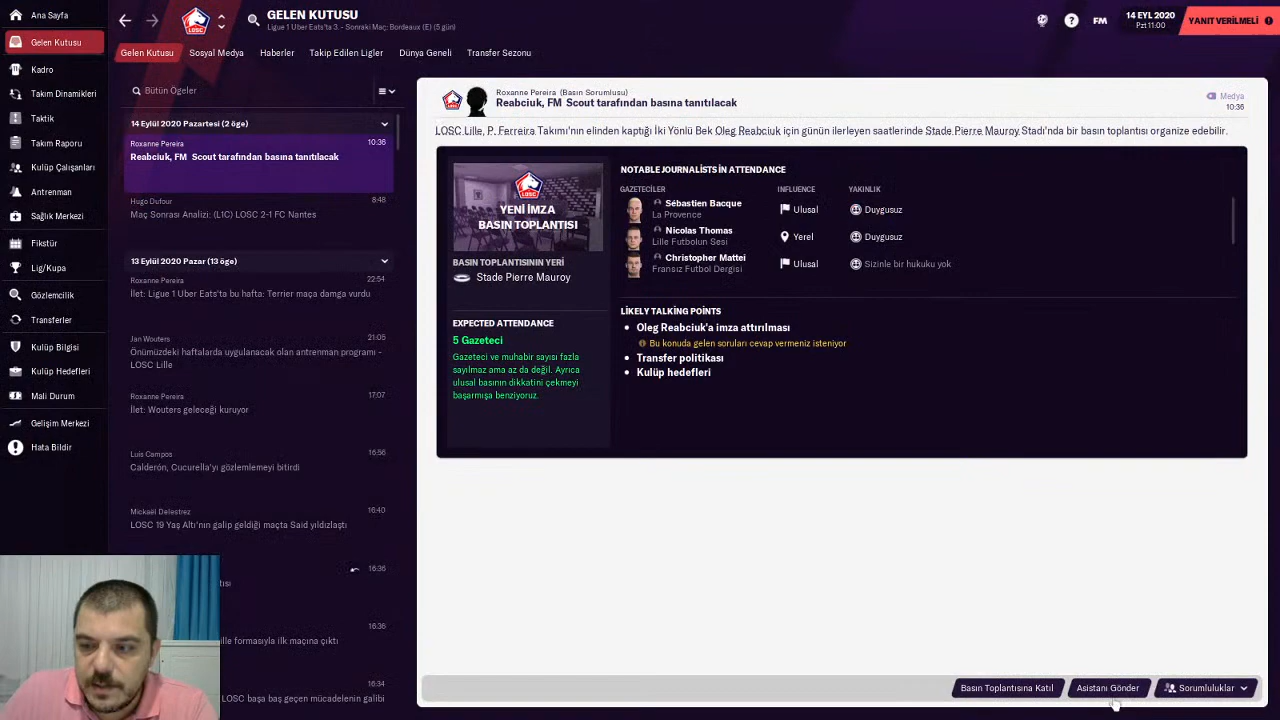 Ana Sayfa
Gelen Kutusu
Kadro
Takım Dinamikleri
Taktik
Takım Raporu
Kulüp Çalışanları
Antrenman
Sağlık Merkezi
Fikstür
Lig/Kupa
Gözlemcilik
Transferler
Kulüp Bilgisi
Kulüp Hedefleri
Mali Durum
Gelişim Merkezi
Hata Bildir
LOSC
GELEN KUTUSU
Ligue 1 Uber Eats'ta 3. - Sonraki Maç: Bordeaux (E) (5 gün)
FM
14 EYL 2020
Pzt 11:00
YANIT VERİLMELİ
Gelen Kutusu Sosyal Medya Haberler Takip Edilen Ligler Dünya Geneli Transfer Sezonu
Bütün Ögeler
14 Eylül 2020 Pazartesi (2 öge)
Roxanne Pereira 10:36
Reabciuk, FM Scout tarafından basına tanıtılacak
Hugo Dufour 8:48
Maç Sonrası Analizi: (L1C) LOSC 2-1 FC Nantes
13 Eylül 2020 Pazar (13 öge)
Roxanne Pereira 22:54
İlet: Ligue 1 Uber Eats'ta bu hafta: Terrier maça damga vurdu
Jan Wouters 21:05
Önümüzdeki haftalarda uygulanacak olan antrenman programı -
LOSC Lille
Roxanne Pereira 17:07
İlet: Wouters geleceği kuruyor
Luís Campos 16:56
Calderón, Cucurella'yı gözlemlemeyi bitirdi
Mickaël Delestrez 16:40
LOSC 19 Yaş Altı'nın galip geldiği maçta Said yıldızlaştı
16:36
16:36
lille formasıyla ilk maçına çıktı
16:34
LOSC başa baş geçen mücadelenin galibi
Roxanne Pereira (Basın Sorumlusu)
Reabciuk, FM Scout tarafından basına tanıtılacak
Medya
10:36
LOSC Lille, P. Ferreira Takımı'nın elinden kaptığı İki Yönlü Bek Oleg Reabciuk için günün ilerleyen saatlerinde Stade Pierre Mauroy Stadı'nda bir basın toplantısı organize edebilir.
LOSC
YENİ İMZA
BASIN TOPLANTISI
BASIN TOPLANTISININ YERİ
Stade Pierre Mauroy
EXPECTED ATTENDANCE
5 Gazeteci
Gazeteci ve muhabir sayısı fazla
sayılmaz ama az da değil. Ayrıca
ulusal basının dikkatini çekmeyi
başarmışa benziyoruz.
NOTABLE JOURNALISTS IN ATTENDANCE
GAZETECİLER INFLUENCE YAKINLIK
Sébastien Bacque
La Provence
Ulusal Duygusuz
Nicolas Thomas
Lille Futbolun Sesi
Yerel Duygusuz
Christopher Mattei
Fransız Futbol Dergisi
Ulusal Sizinle bir hukuku yok
LİKELY TALKİNG POİNTS
Oleg Reabciuk'a imza attırılması
Bu konuda gelen soruları cevap vermeniz isteniyor
Transfer politikası
Kulüp hedefleri
Basın Toplantısına Katıl
Asistanı Gönder
Sorumluluklar